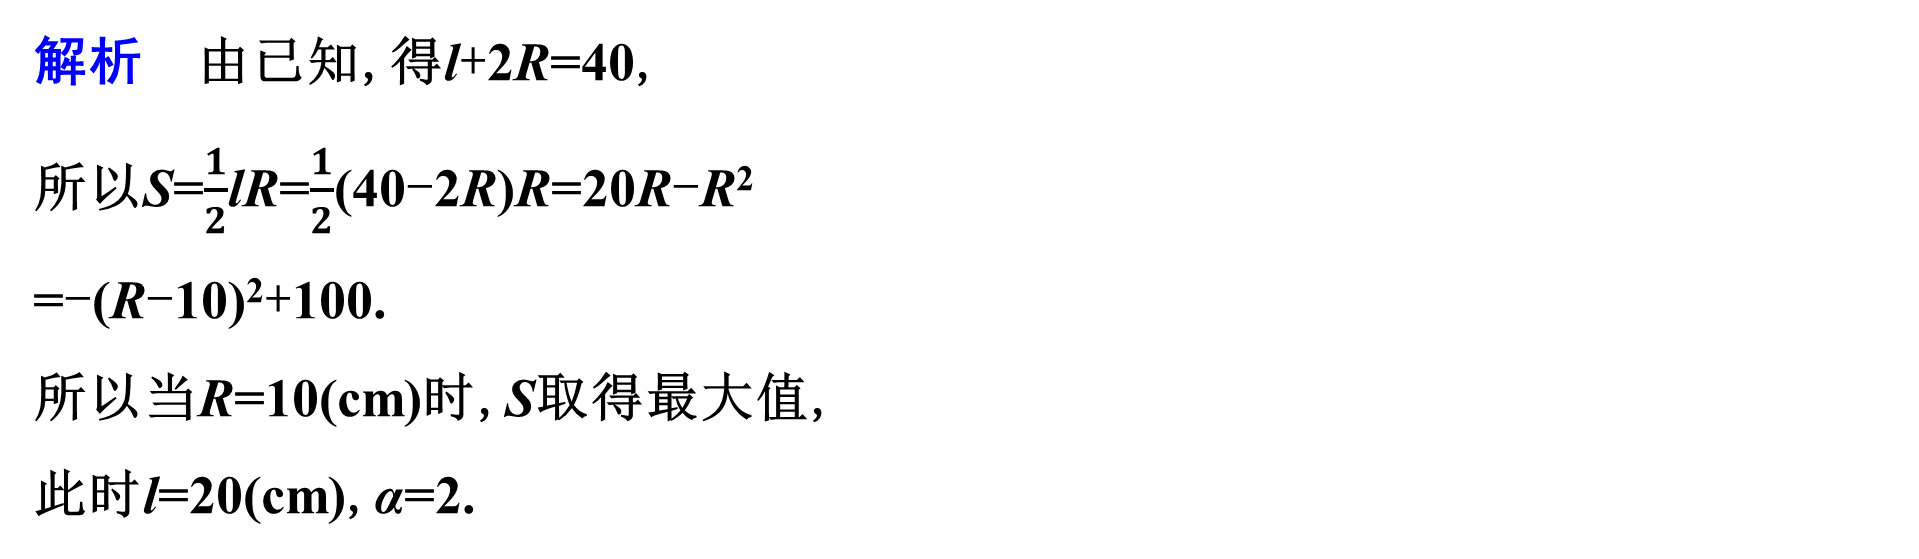 解析 由已知,得l+2R=40,
所以S=1/2lR=1/2(40−2R)R=20R−R²
=−(R−10)²+100.
所以当R=10(cm)时,S取得最大值,
此时l=20(cm),α=2.